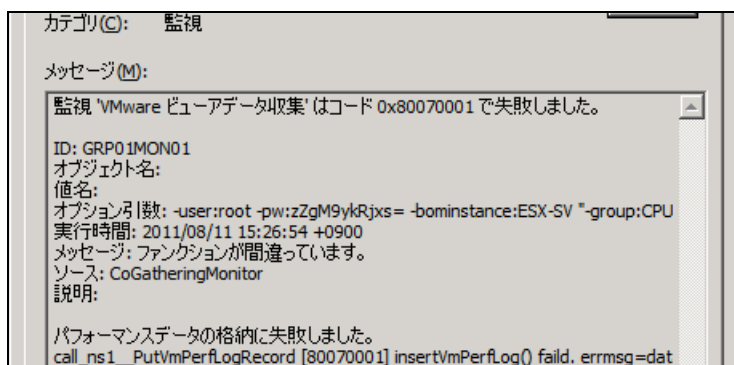 カテゴリ(C): 監視
メッセージ(M):
監視 'VMware ビューアデータ収集' はコード 0x80070001 で失敗しました。
ID: GRP01MON01
オブジェクト名:
値名:
オプション引数: -user:root -pw:zZgM9ykRjxs= -bominstance:ESX-SV "-group:CPU
実行時間: 2011/08/11 15:26:54 +0900
メッセージ: ファンクションが間違っています。
ソース: CoGatheringMonitor
説明:
パフォーマンスデータの格納に失敗しました。
call_ns1__PutVmPerfLogRecord [80070001] insertVmPerfLog() faild. errmsg=dat